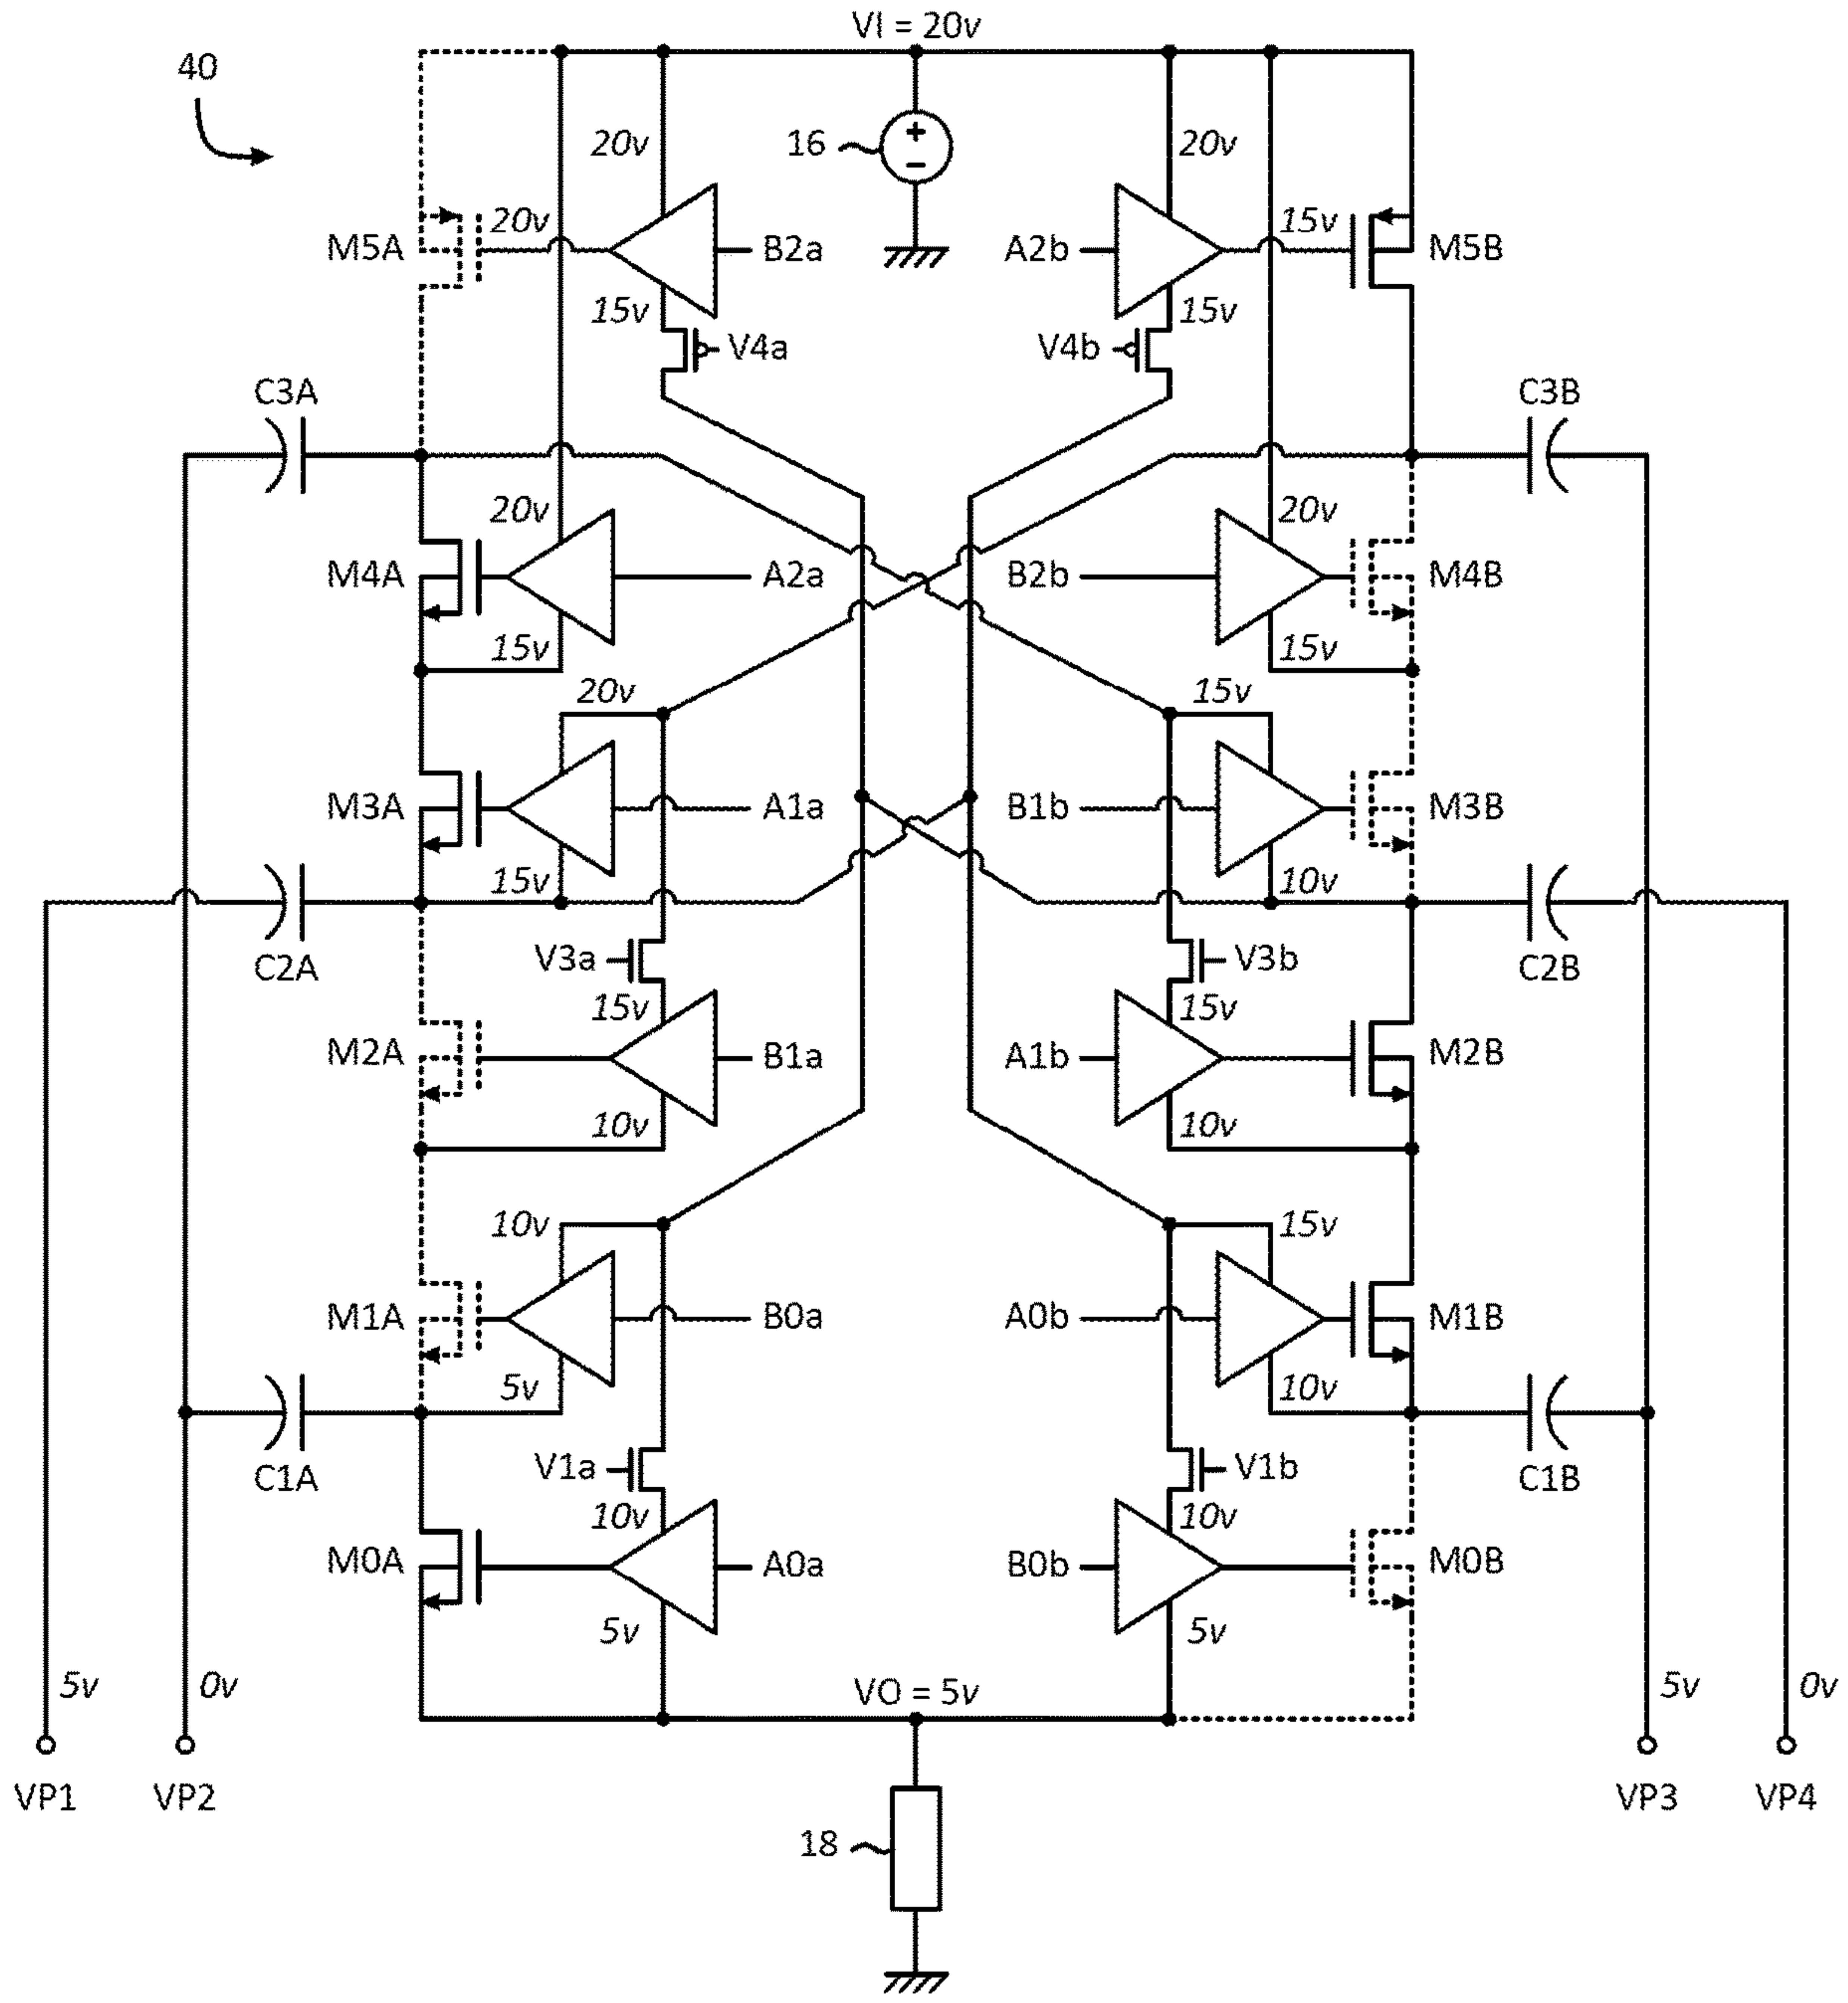 VI = 20v
40
16
20v
20v
M5A
20v
B2a
A2b
15v
M5B
15v
15v
V4a
V4b
C3A
C3B
20v
20v
M4A
A2a
B2b
M4B
15v
15v
20v
15v
M3A
A1a
B1b
M3B
15v
10v
C2A
V3a
V3b
C2B
15v
15v
M2A
B1a
A1b
M2B
10v
10v
10v
15v
M1A
B0a
A0b
M1B
5v
10v
C1A
V1a
V1b
C1B
10v
10v
M0A
A0a
B0b
M0B
5v
5v
5v
0v
VO = 5v
5v
0v
VP1
VP2
VP3
VP4
18